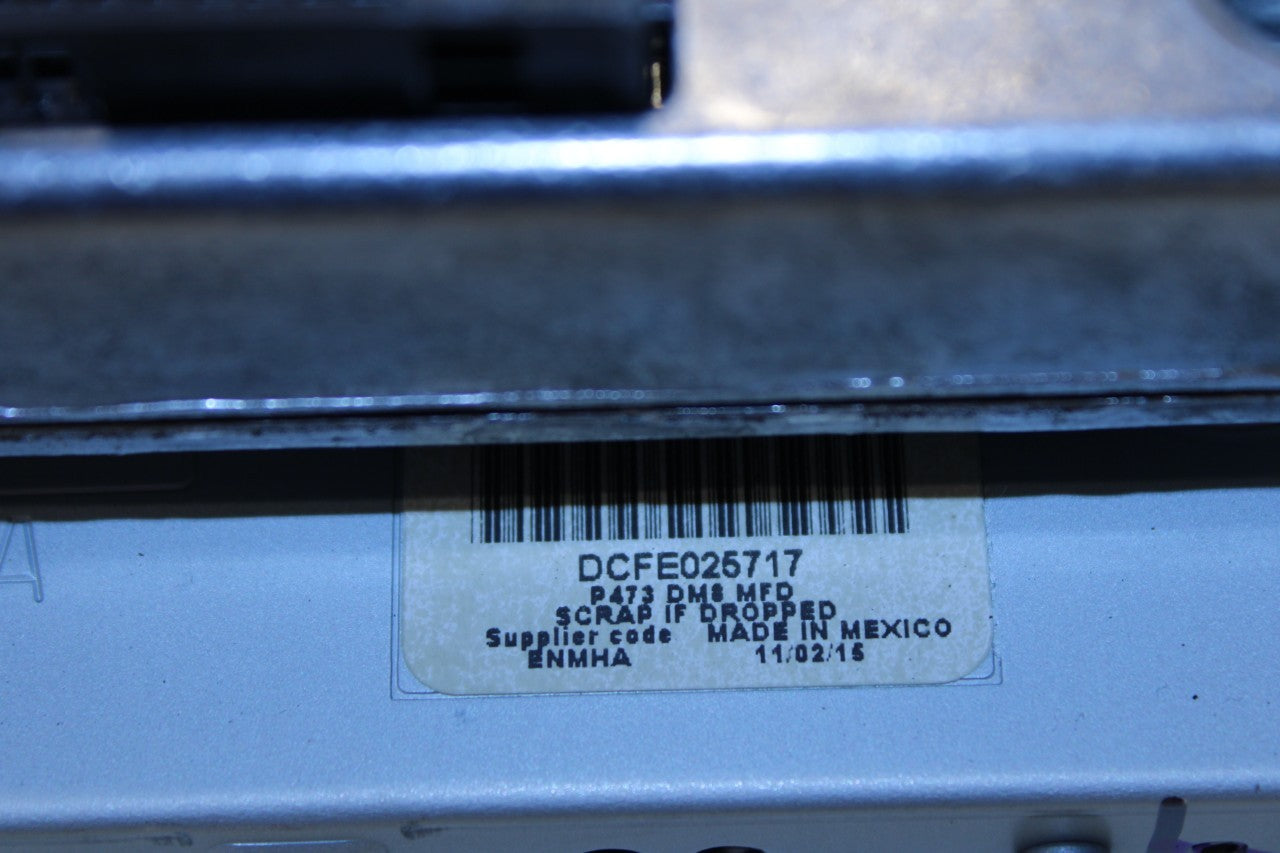 DCFE025717
P473 DM8 MFD
SCRAP IF DROPPED
Supplier code MADE IN MEXICO
ENMHA 11/02/15
A